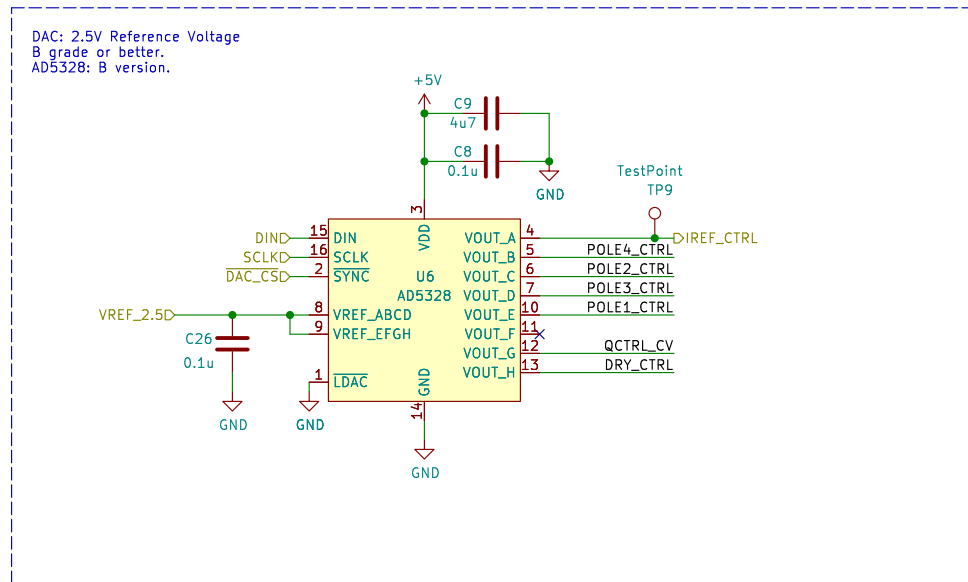 DAC: 2.5V Reference Voltage
B grade or better.
AD5328: B version.
+5V
C9
4u7
C8
0.1u
GND
TestPoint
TP9
3
VDD
DIN
15
DIN
SCLK
16
SCLK
DAC_CS
2
SYNC
VREF_2.5
8
VREF_ABCD
9
VREF_EFGH
C26
0.1u
GND
1
LDAC
GND
U6
AD5328
VOUT_A
4
IREF_CTRL
VOUT_B
5
POLE4_CTRL
VOUT_C
6
POLE2_CTRL
VOUT_D
7
POLE3_CTRL
VOUT_E
10
POLE1_CTRL
VOUT_F
11
VOUT_G
12
QCTRL_CV
VOUT_H
13
DRY_CTRL
GND
14
GND